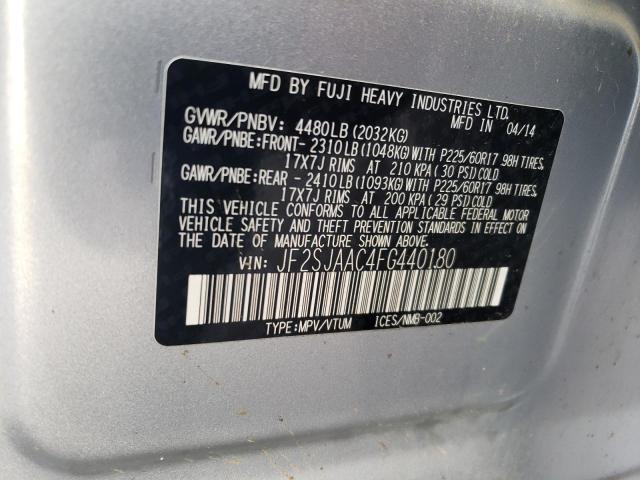 MFD BY FUJI HEAVY INDUSTRIES LTD.
GVWR/PNBV: 4480LB(2032KG) MFD IN 04/14
GAWR/PNBE:FRONT- 2310LB(1048KG)WITH P225/60R17 98H TIRES,
17X7J RIMS AT 210 KPA(30 PSI)COLD
GAWR/PNBE:REAR - 2410LB(1093KG)WITH P225/60R17 98H TIRES,
17X7J RIMS AT 200 KPA(29 PSI)COLD
THIS VEHICLE CONFORMS TO ALL APPLICABLE FEDERAL MOTOR
VEHICLE SAFETY AND THEFT PREVENTION STANDARDS IN EFFECT ON THE
DATE OF MANUFACTURE SHOWN ABOVE.
VIN: JF2SJAAC4FG440180
TYPE:MPV/VTUM ICES/NMB-002